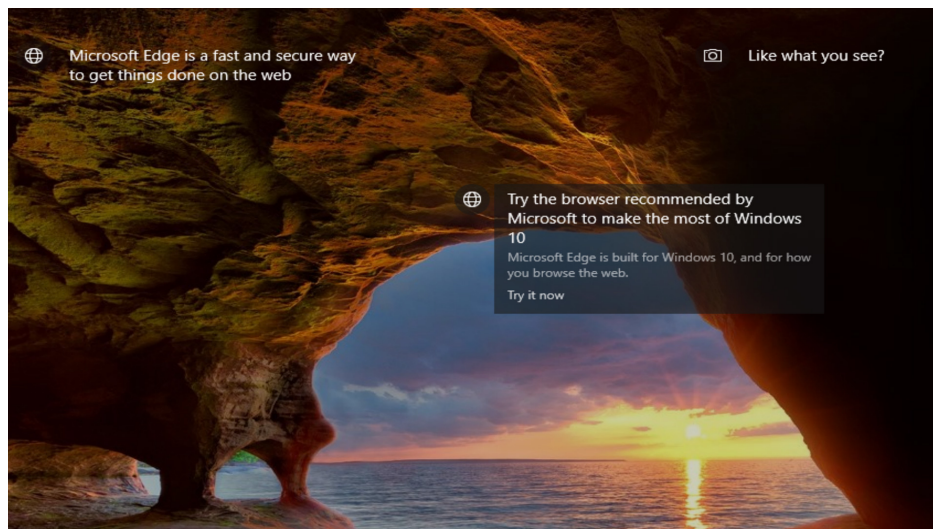 Microsoft Edge is a fast and secure way
to get things done on the web
Like what you see?
Try the browser recommended by
Microsoft to make the most of Windows
10
Microsoft Edge is built for Windows 10, and for how
you browse the web.
Try it now